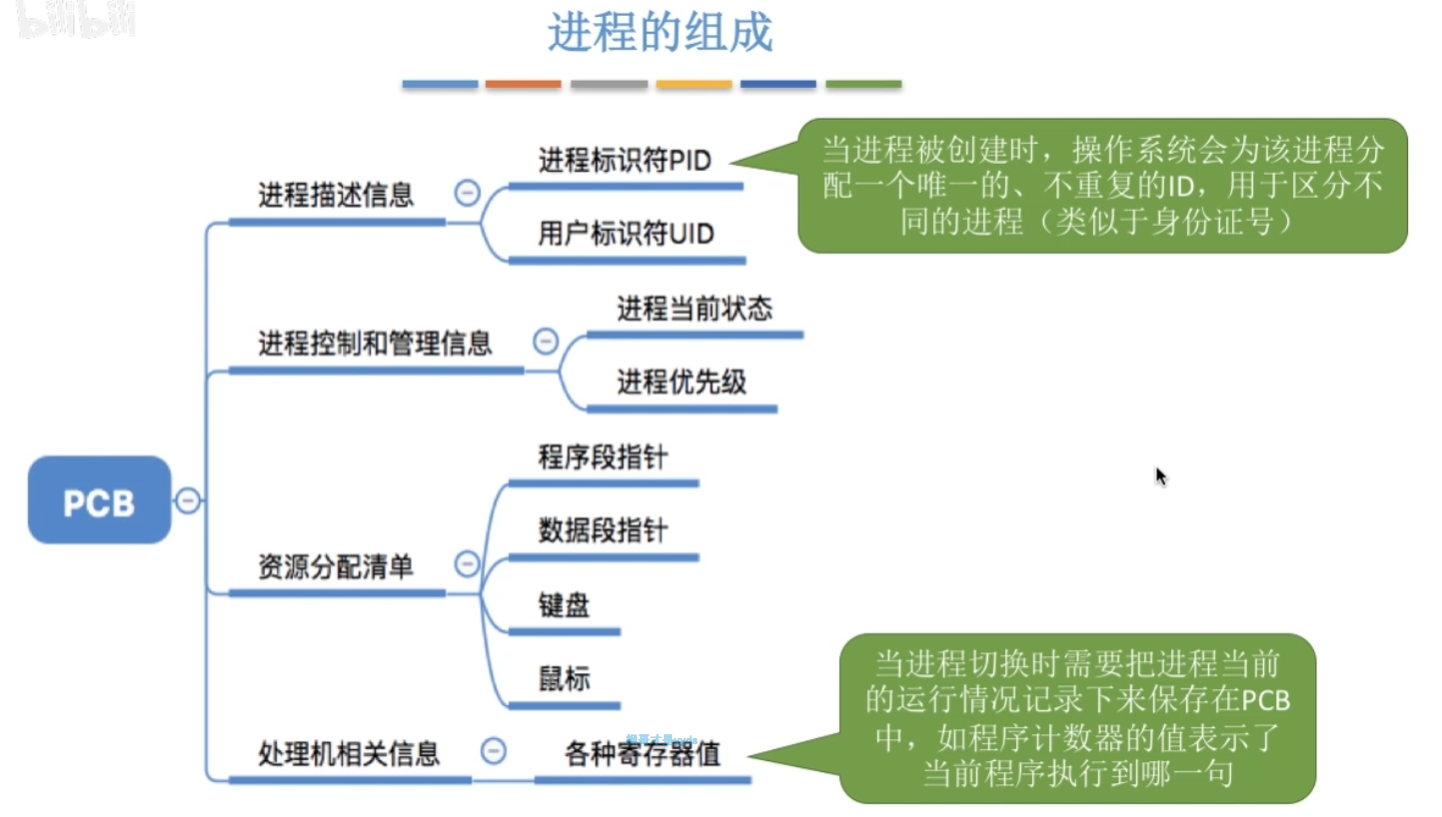 bilibili
进程的组成
进程标识符PID
当进程被创建时，操作系统会为该进程分
配一个唯一的、不重复的ID，用于区分不
同的进程（类似于身份证号）
进程描述信息
用户标识符UID
进程当前状态
进程控制和管理信息
进程优先级
程序段指针
PCB
数据段指针
资源分配清单
键盘
鼠标
当进程切换时需要把进程当前
的运行情况记录下来保存在PCB
中，如程序计数器的值表示了
当前程序执行到哪一句
处理机相关信息
各种寄存器值